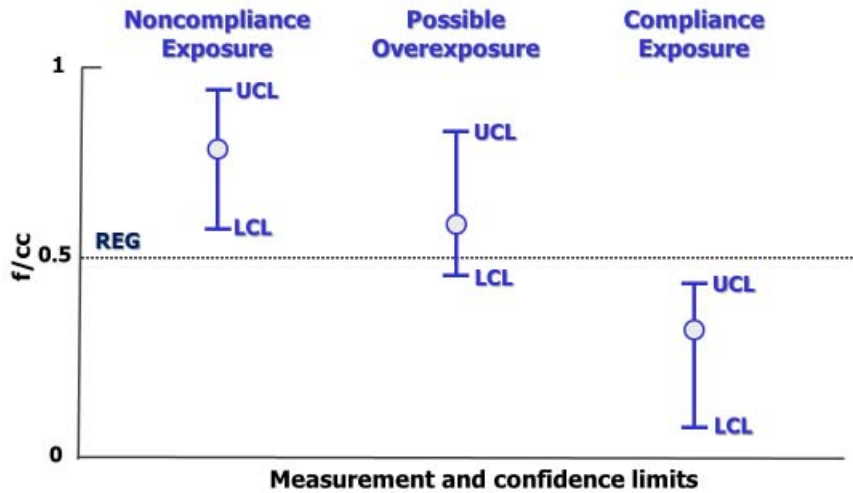 Noncompliance
Exposure
Possible
Overexposure
Compliance
Exposure
1
UCL
UCL
LCL
REG
f/cc
0.5
LCL
UCL
LCL
0
Measurement and confidence limits